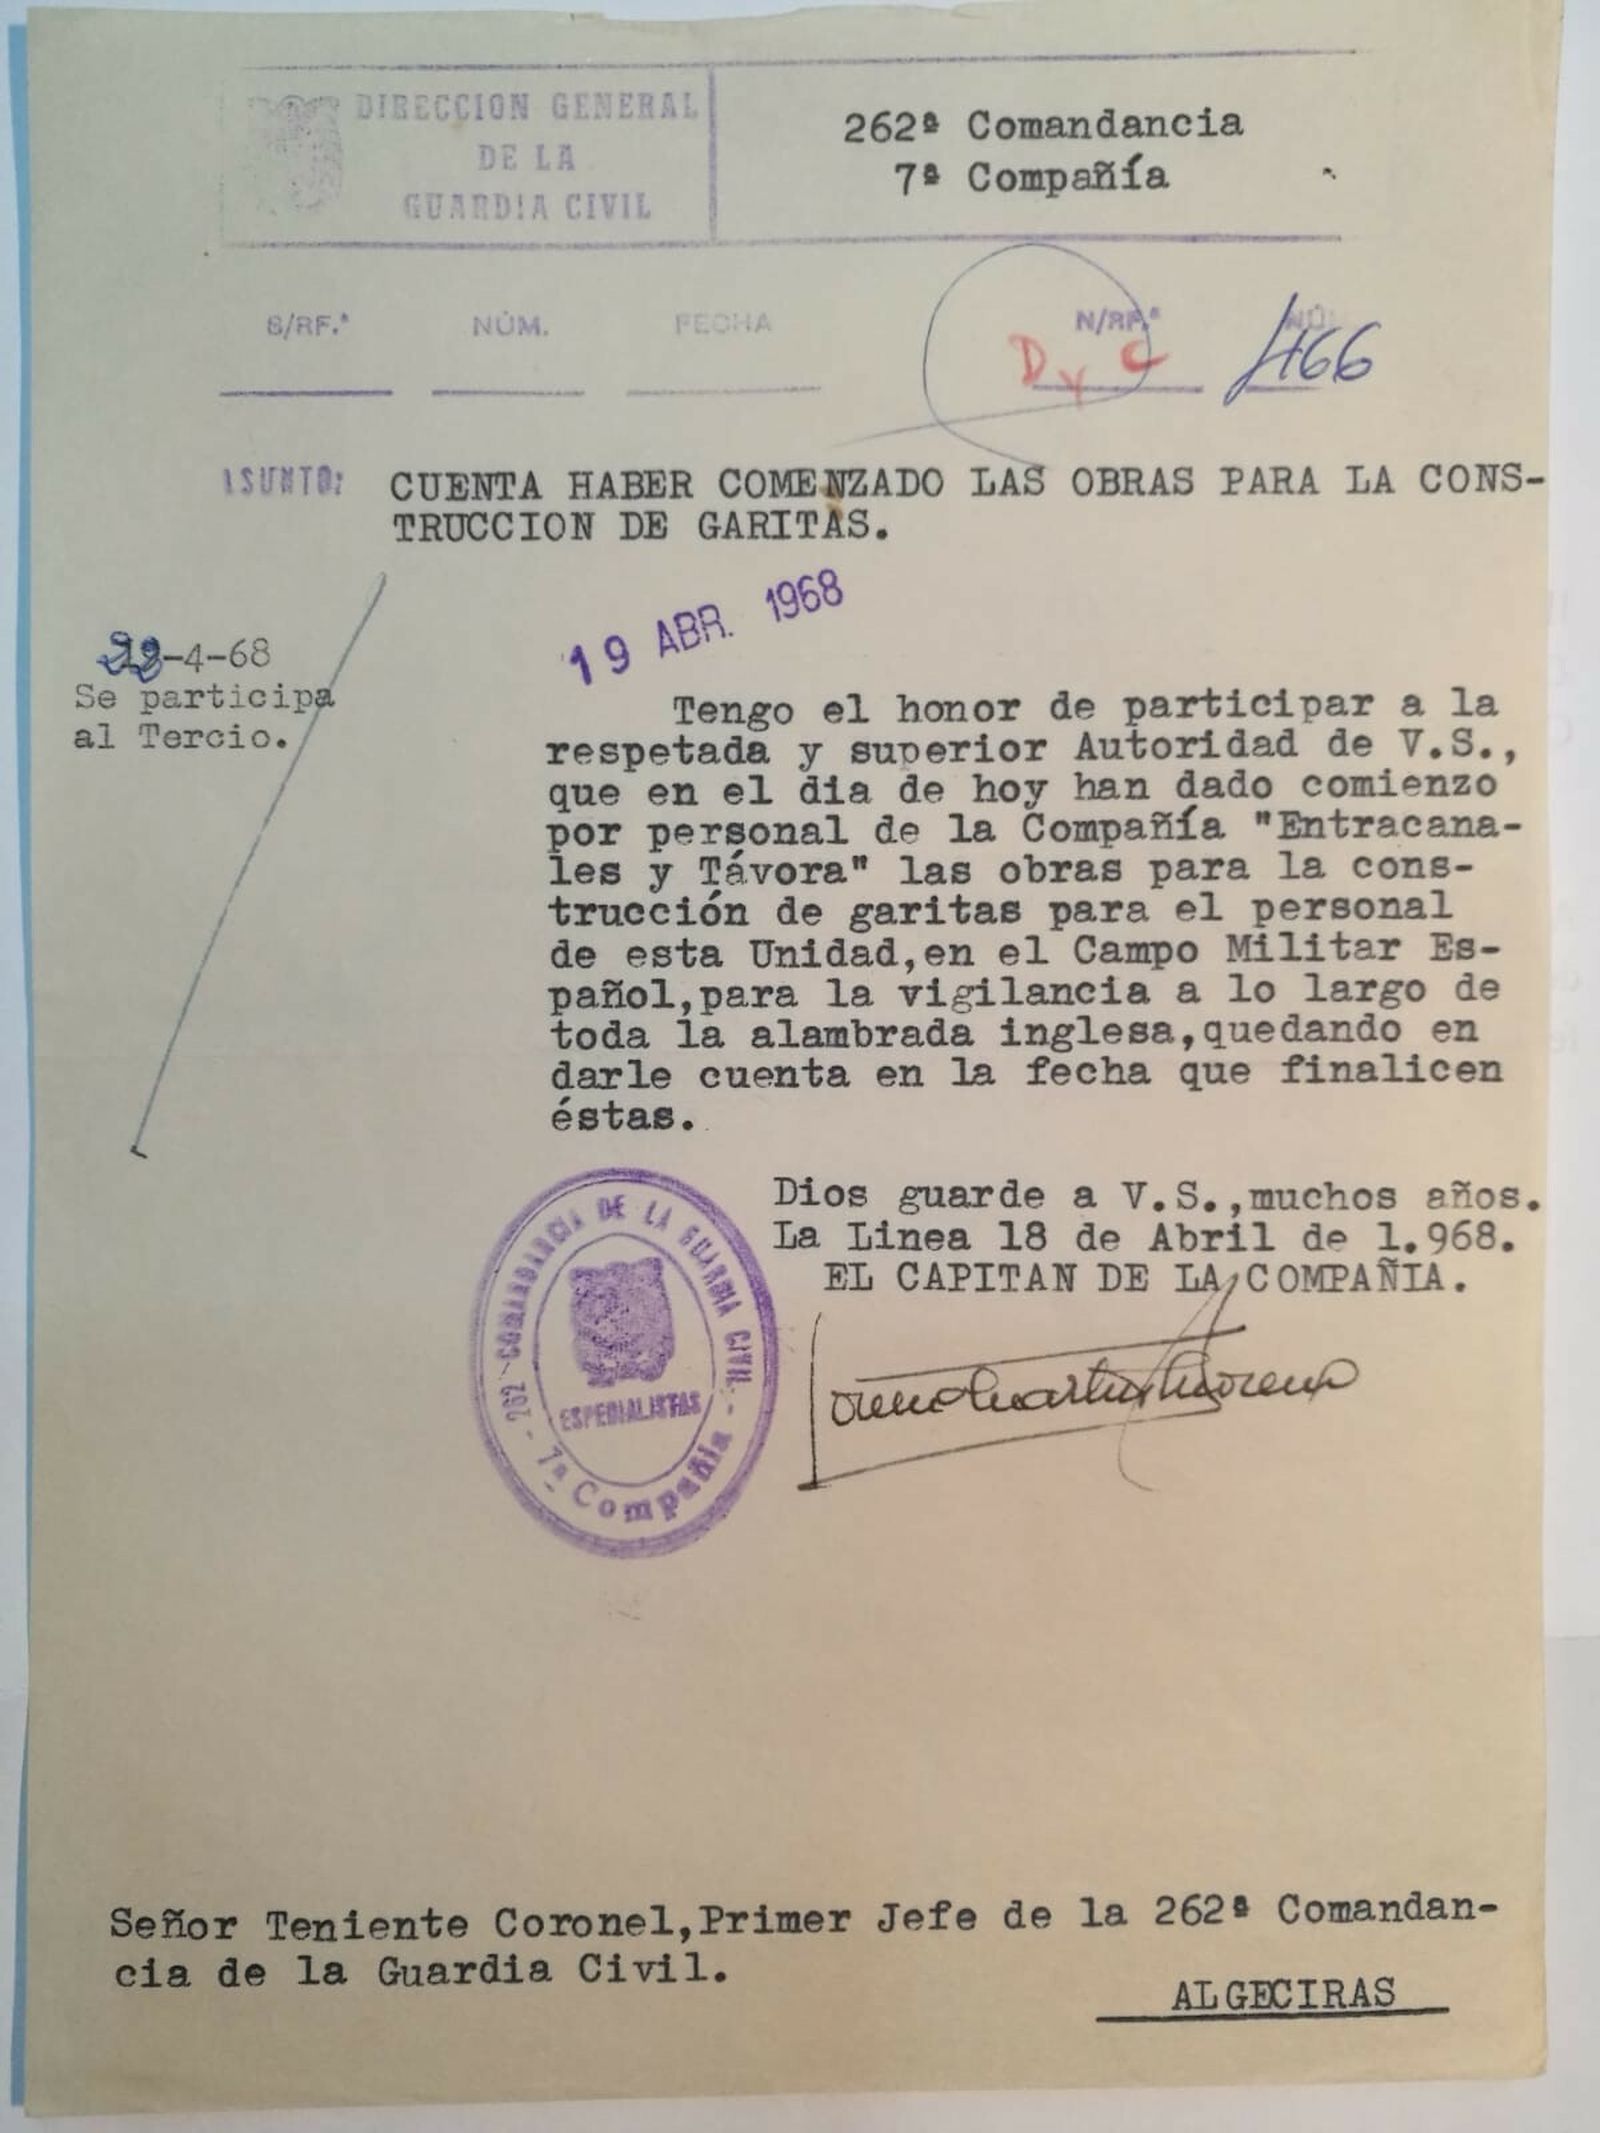 DIRECCION GENERAL
DE LA
GUARDIA CIVIL
262ª Comandancia
7ª Compañía
S/RF.ª
NÚM.
FECHA
N/RF.ª
NÚ
D y C
466
ASUNTO:
CUENTA HABER COMENZADO LAS OBRAS PARA LA CONS-
TRUCCION DE GARITAS.
19 ABR. 1968
-4-68
Se participa
al Tercio.
Tengo el honor de participar a la
respetada y superior Autoridad de V.S.,
que en el dia de hoy han dado comienzo
por personal de la Compañía "Entracana-
les y Távora" las obras para la cons-
trucción de garitas para el personal
de esta Unidad,en el Campo Militar Es-
pañol,para la vigilancia a lo largo de
toda la alambrada inglesa,quedando en
darle cuenta en la fecha que finalicen
éstas.
Dios guarde a V.S.,muchos años.
La Linea 18 de Abril de 1.968.
EL CAPITAN DE LA COMPAÑIA.
262 - COMANDANCIA DE LA GUARDIA CIVIL -
ESPECIALISTAS
- 7ª Compañia -
Señor Teniente Coronel,Primer Jefe de la 262ª Comandan-
cia de la Guardia Civil.
ALGECIRAS